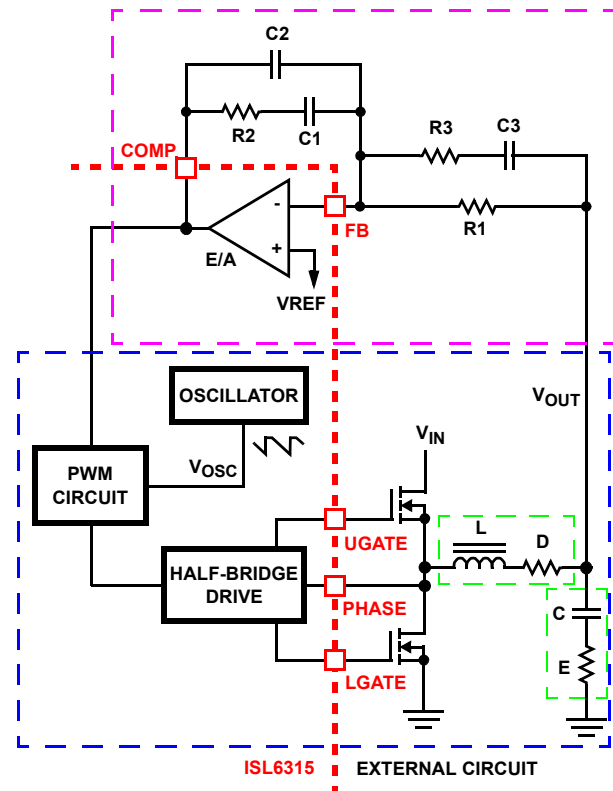 C2
R2
C1
R3
C3
COMP
R1
-
+
FB
E/A
VREF
OSCILLATOR
VOUT
VIN
VOSC
PWM
CIRCUIT
L
D
UGATE
HALF-BRIDGE
DRIVE
PHASE
C
E
LGATE
ISL6315
EXTERNAL CIRCUIT